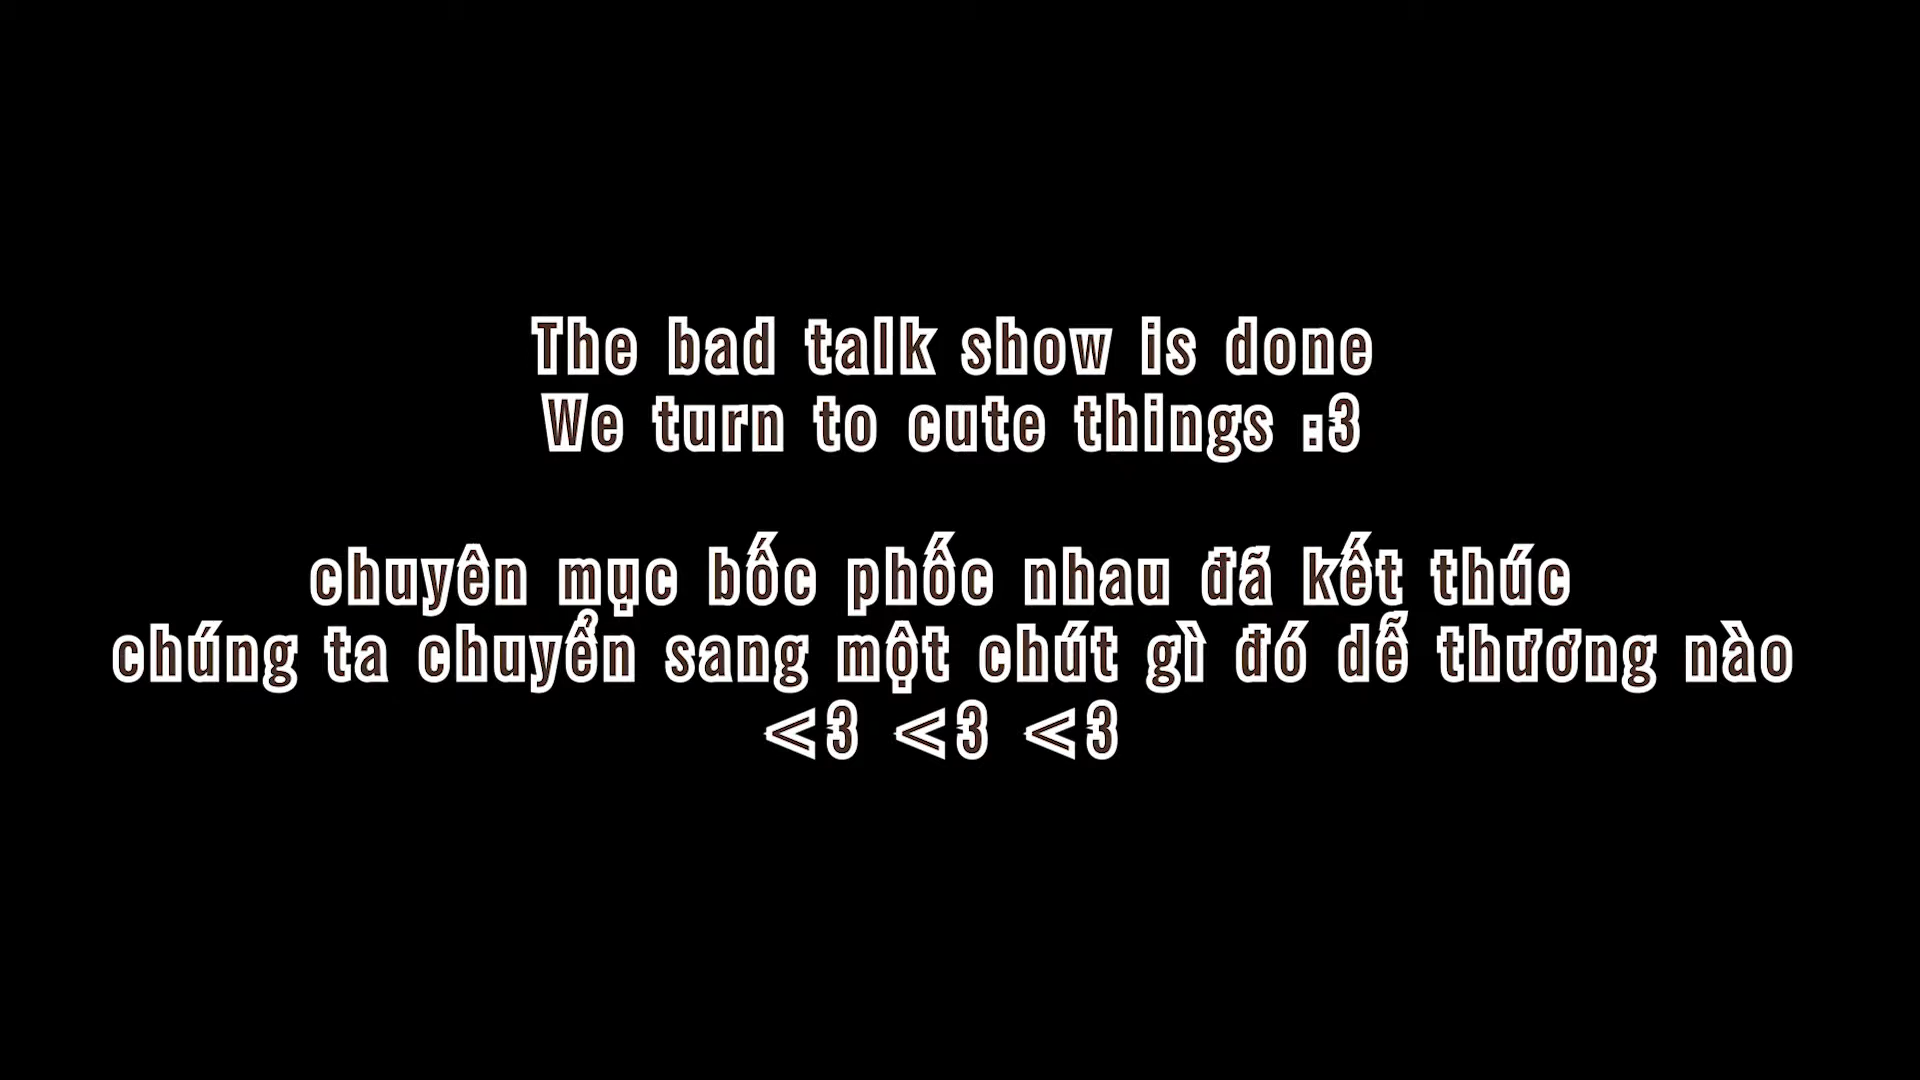 The bad talk show is done
We turn to cute things :3
chuyên mục bốc phốc nhau đã kết thúc
chúng ta chuyển sang một chút gì đó dễ thương nào
<3 <3 <3